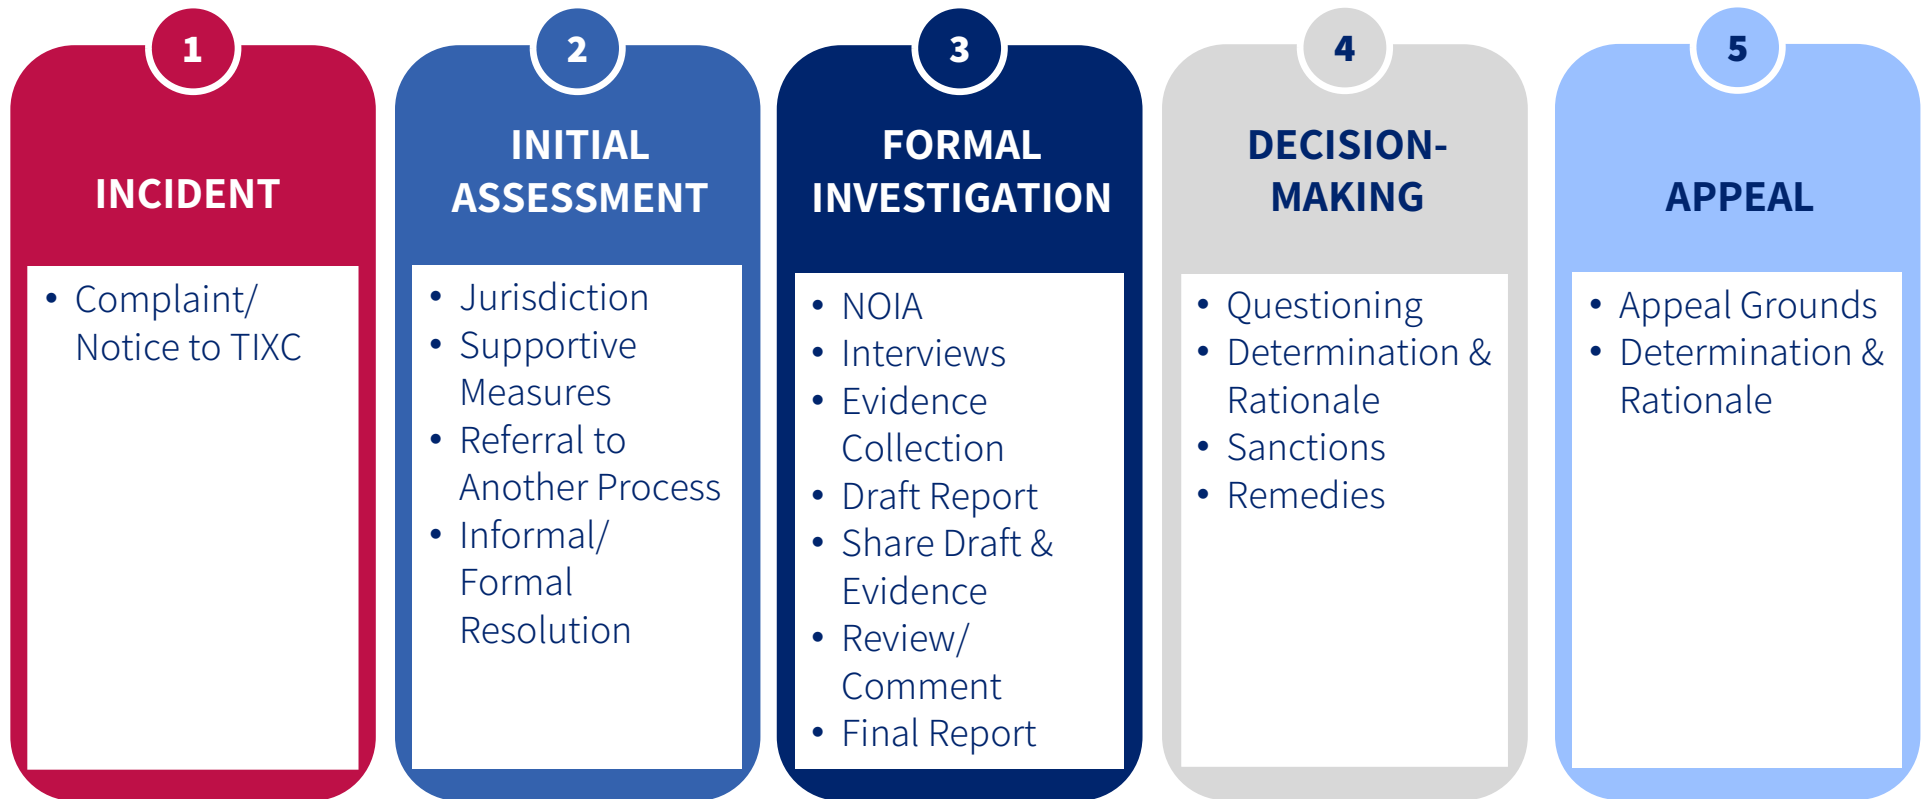 1
INCIDENT
• Complaint/
Notice to TIXC
2
INITIAL
ASSESSMENT
• Jurisdiction
• Supportive
Measures
• Referral to
Another Process
• Informal/
Formal
Resolution
3
FORMAL
INVESTIGATION
• NOIA
• Interviews
• Evidence
Collection
• Draft Report
• Share Draft &
Evidence
• Review/
Comment
• Final Report
4
DECISION-
MAKING
• Questioning
• Determination &
Rationale
• Sanctions
• Remedies
5
APPEAL
• Appeal Grounds
• Determination &
Rationale